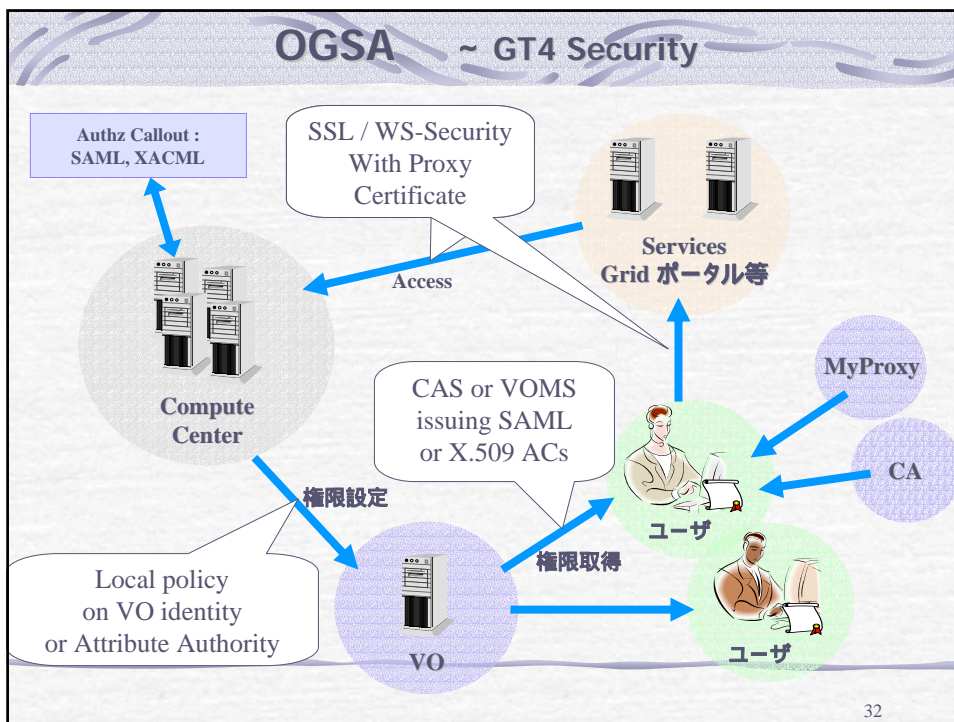 OGSA ~ GT4 Security
Authz Callout :
SAML, XACML
SSL / WS-Security
With Proxy
Certificate
Services
Grid ポータル等
Access
MyProxy
Compute
Center
CAS or VOMS
issuing SAML
or X.509 ACs
CA
権限設定
ユーザ
権限取得
Local policy
on VO identity
or Attribute Authority
VO
ユーザ
32